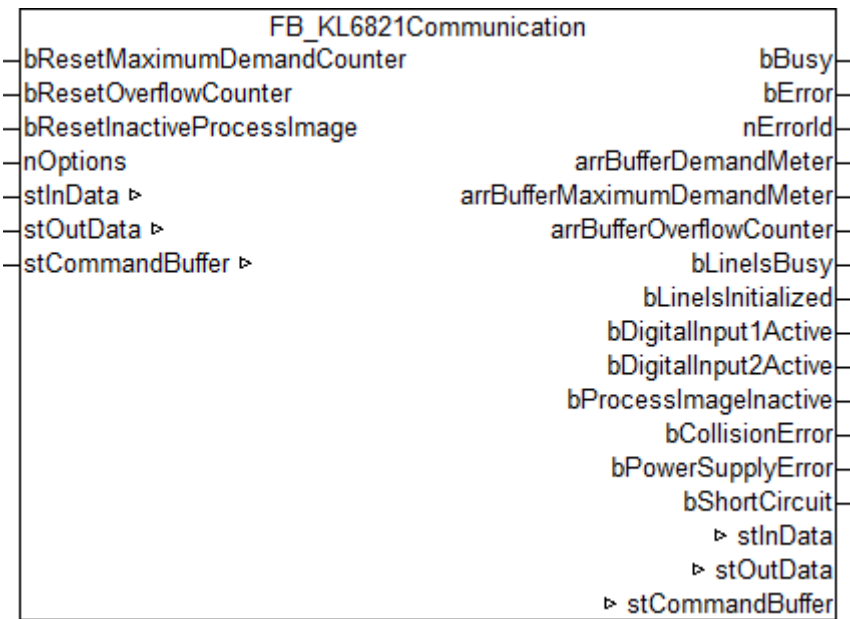 FB_KL6821Communication
bResetMaximumDemandCounter bBusy
bResetOverflowCounter bError
bResetInactiveProcessImage nErrorId
nOptions arrBufferDemandMeter
stInData ▹ arrBufferMaximumDemandMeter
stOutData ▹ arrBufferOverflowCounter
stCommandBuffer ▹ bLineIsBusy
bLineIsInitialized
bDigitalInput1Active
bDigitalInput2Active
bProcessImageInactive
bCollisionError
bPowerSupplyError
bShortCircuit
▹ stInData
▹ stOutData
▹ stCommandBuffer